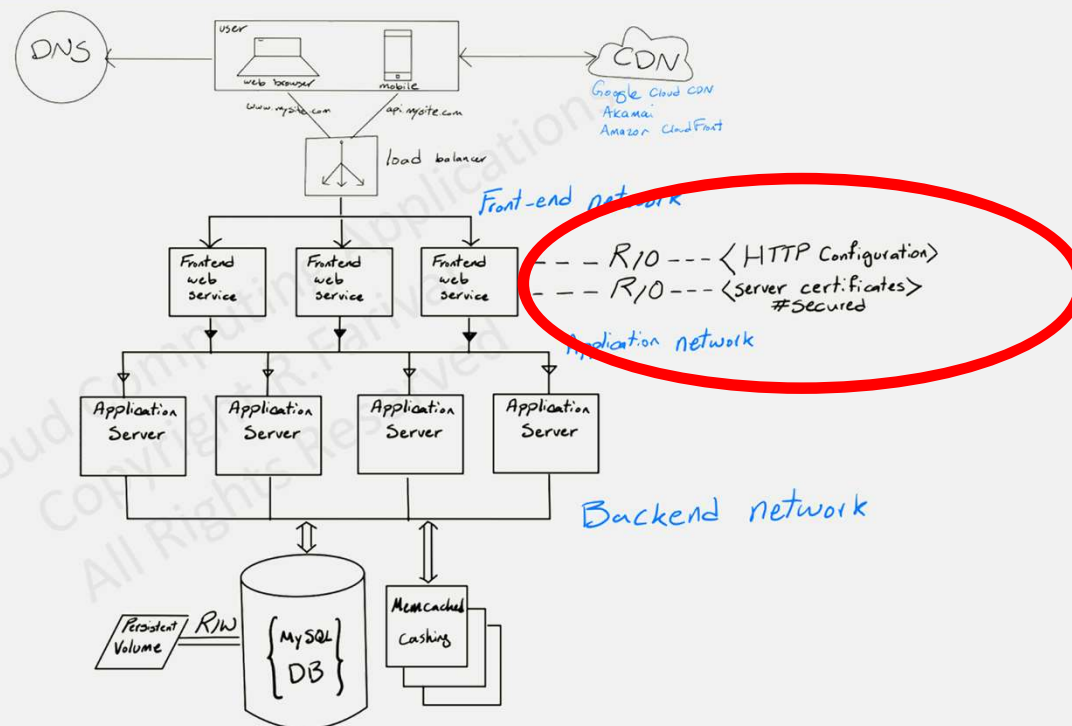 DNS
user
web browser
mobile
CDN
Google Cloud CDN
Akamai
Amazon CloudFront
www.mysite.com
api.mysite.com
load balancer
Front-end network
Frontend
web
service
Frontend
web
service
Frontend
web
service
R/O <HTTP Configuration>
R/O <server certificates>
#Secured
Application network
Application
Server
Application
Server
Application
Server
Application
Server
Backend network
Persistent
Volume
R/W
{MySQL
DB}
Memcached
Cashing
Cloud Computing Applications
Copyright R.Farivar
All Rights Reserved